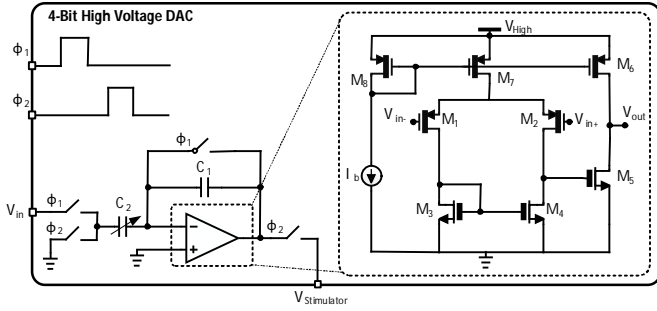 4-Bit High Voltage DAC
ϕ1
ϕ2
ϕ1
C1
Vin
ϕ1
ϕ2
C2
−
+
ϕ2
VStimulator
VHigh
M8
M7
M6
Vin-
M1
M2
Vin+
Vout
Ib
M5
M3
M4